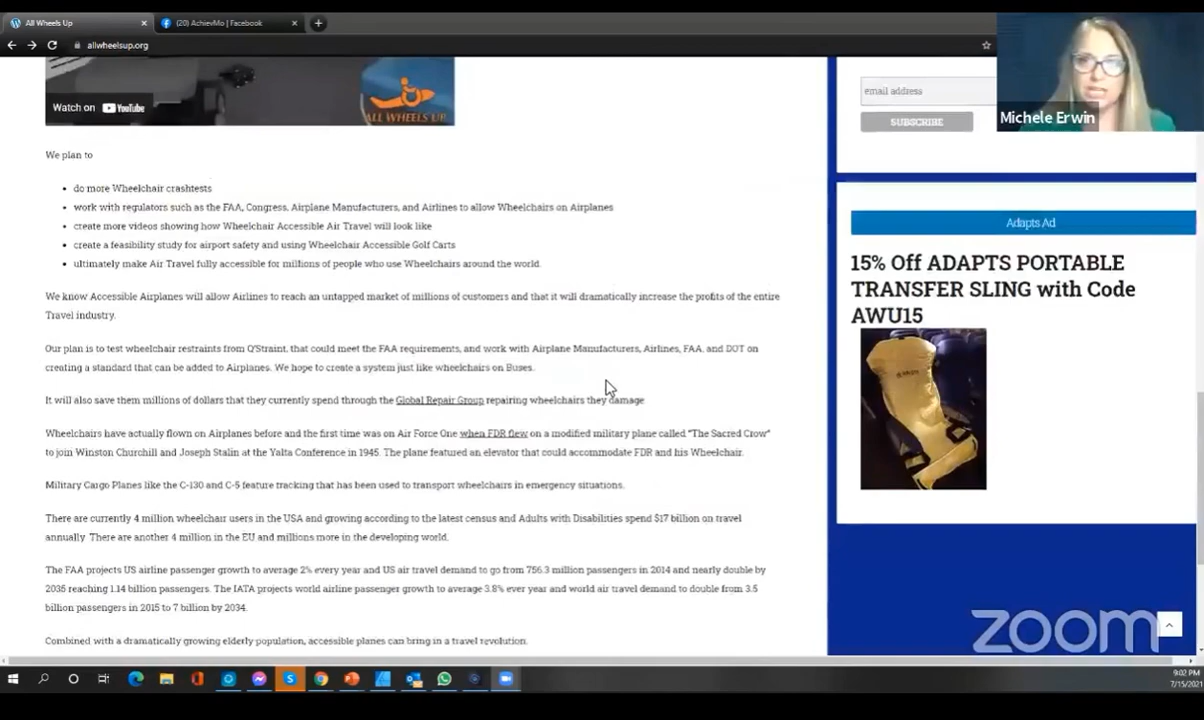 All Wheels Up
(20) AchievMo | Facebook
allwheelsup.org
Michele Erwin
Watch on YouTube
ALL WHEELS UP
We plan to
do more Wheelchair crashtests
work with regulators such as the FAA, Congress, Airplane Manufacturers, and Airlines to allow Wheelchairs on Airplanes
create more videos showing how Wheelchair Accessible Air Travel will look like
create a feasibility study for airport safety and using Wheelchair Accessible Golf Carts
ultimately make Air Travel fully accessible for millions of people who use Wheelchairs around the world.
We know Accessible Airplanes will allow Airlines to reach an untapped market of millions of customers and that it will dramatically increase the profits of the entire
Travel industry.
Our plan is to test wheelchair restraints from Q'Straint, that could meet the FAA requirements, and work with Airplane Manufacturers, Airlines, FAA, and DOT on
creating a standard that can be added to Airplanes. We hope to create a system just like wheelchairs on Buses.
It will also save them millions of dollars that they currently spend through the Global Repair Group repairing wheelchairs they damage
Wheelchairs have actually flown on Airplanes before and the first time was on Air Force One when FDR flew on a modified military plane called "The Sacred Crow"
to join Winston Churchill and Joseph Stalin at the Yalta Conference in 1945. The plane featured an elevator that could accommodate FDR and his Wheelchair.
Military Cargo Planes like the C-130 and C-5 feature tracking that has been used to transport wheelchairs in emergency situations.
There are currently 4 million wheelchair users in the USA and growing according to the latest census and Adults with Disabilities spend $17 billion on travel
annually. There are another 4 million in the EU and millions more in the developing world.
The FAA projects US airline passenger growth to average 2% every year and US air travel demand to go from 756.3 million passengers in 2014 and nearly double by
2035 reaching 1.14 billion passengers. The IATA projects world airline passenger growth to average 3.8% ever year and world air travel demand to double from 3.5
billion passengers in 2015 to 7 billion by 2034.
Combined with a dramatically growing elderly population, accessible planes can bring in a travel revolution.
email address
SUBSCRIBE
Adapts Ad
15% Off ADAPTS PORTABLE
TRANSFER SLING with Code
AWU15
zoom
9:02 PM
7/15/2021